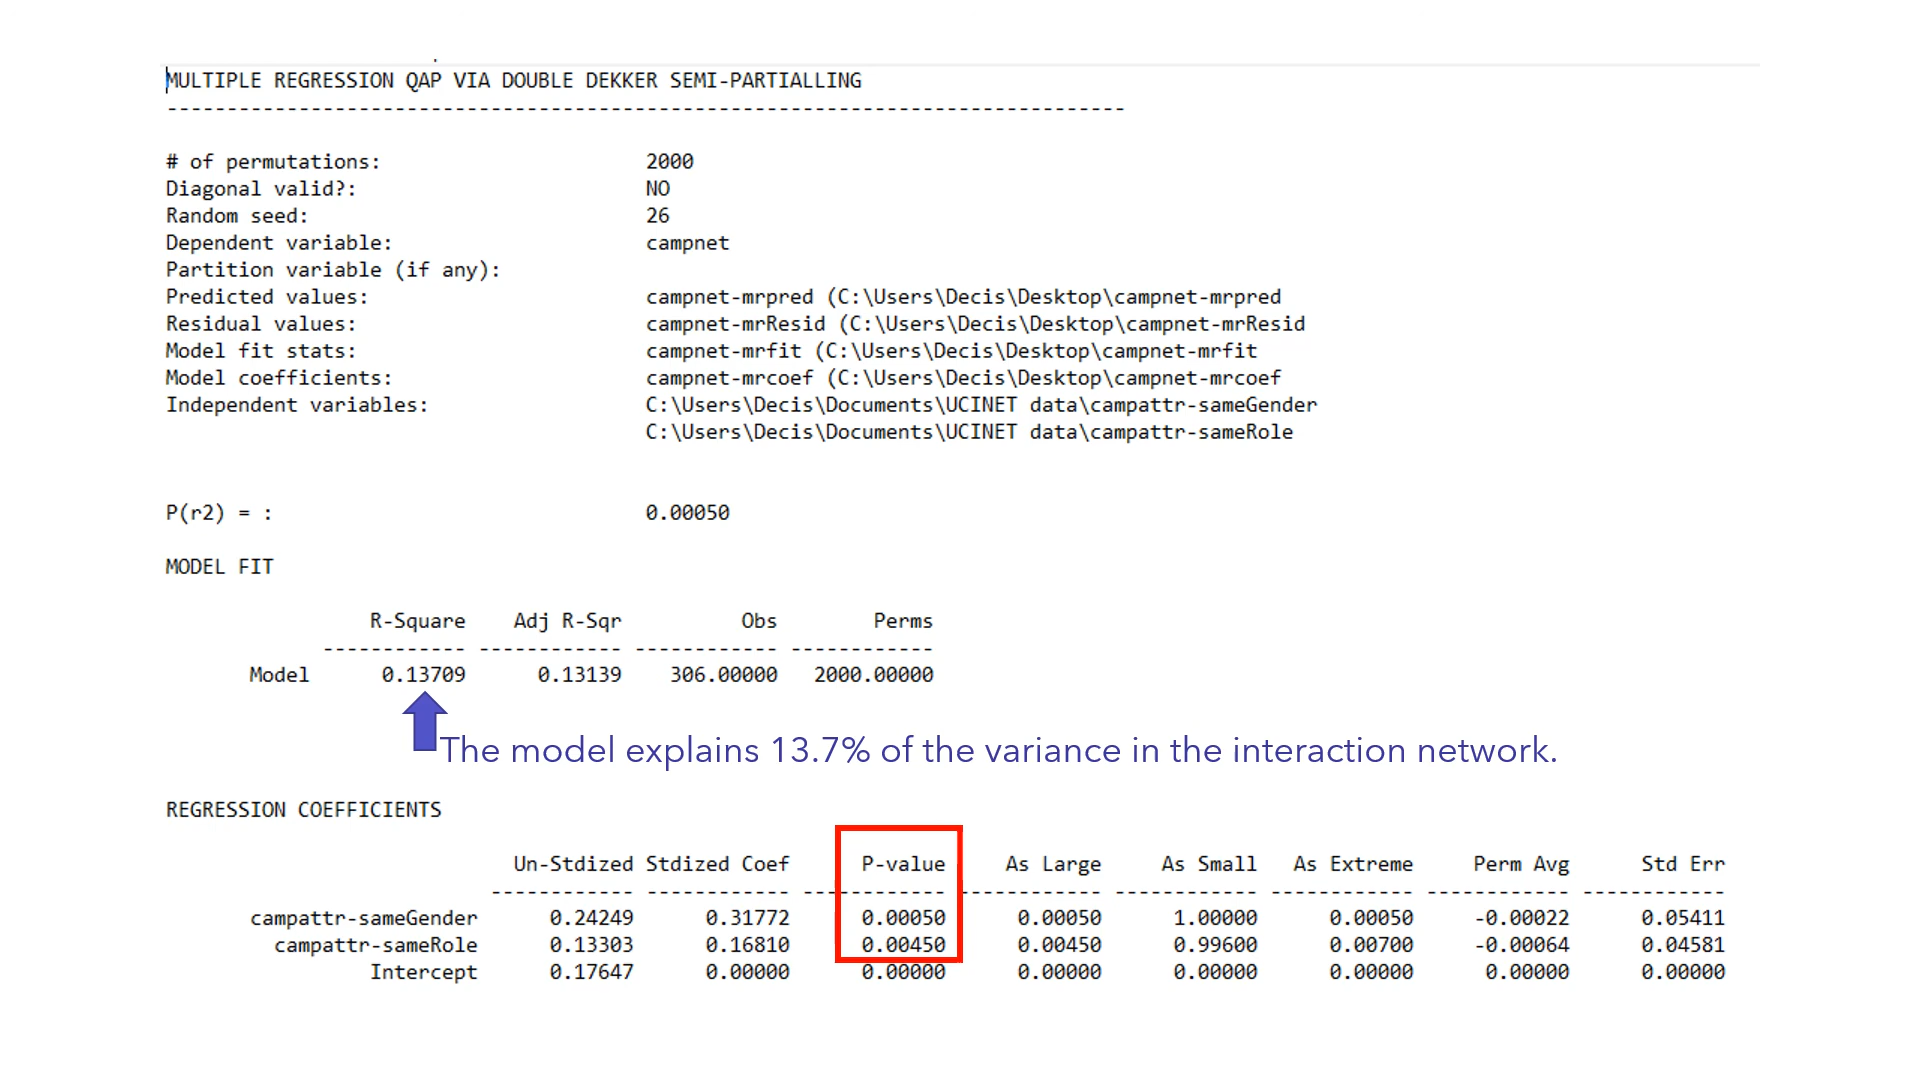 MULTIPLE REGRESSION QAP VIA DOUBLE DEKKER SEMI-PARTIALLING
--------------------------------------------------------------------------------
# of permutations: 2000
Diagonal valid?: NO
Random seed: 26
Dependent variable: campnet
Partition variable (if any):
Predicted values: campnet-mrpred (C:\Users\Decis\Desktop\campnet-mrpred
Residual values: campnet-mrResid (C:\Users\Decis\Desktop\campnet-mrResid
Model fit stats: campnet-mrfit (C:\Users\Decis\Desktop\campnet-mrfit
Model coefficients: campnet-mrcoef (C:\Users\Decis\Desktop\campnet-mrcoef
Independent variables: C:\Users\Decis\Documents\UCINET data\campattr-sameGender
C:\Users\Decis\Documents\UCINET data\campattr-sameRole
P(r2) = : 0.00050
MODEL FIT
R-Square Adj R-Sqr Obs Perms
------------ ------------ ------------ ------------
Model 0.13709 0.13139 306.00000 2000.00000
The model explains 13.7% of the variance in the interaction network.
REGRESSION COEFFICIENTS
Un-Stdized Stdized Coef P-value As Large As Small As Extreme Perm Avg Std Err
------------ ------------ ------------ ------------ ------------ ------------ ------------ ------------
campattr-sameGender 0.24249 0.31772 0.00050 0.00050 1.00000 0.00050 -0.00022 0.05411
campattr-sameRole 0.13303 0.16810 0.00450 0.00450 0.99600 0.00700 -0.00064 0.04581
Intercept 0.17647 0.00000 0.00000 0.00000 0.00000 0.00000 0.00000 0.00000